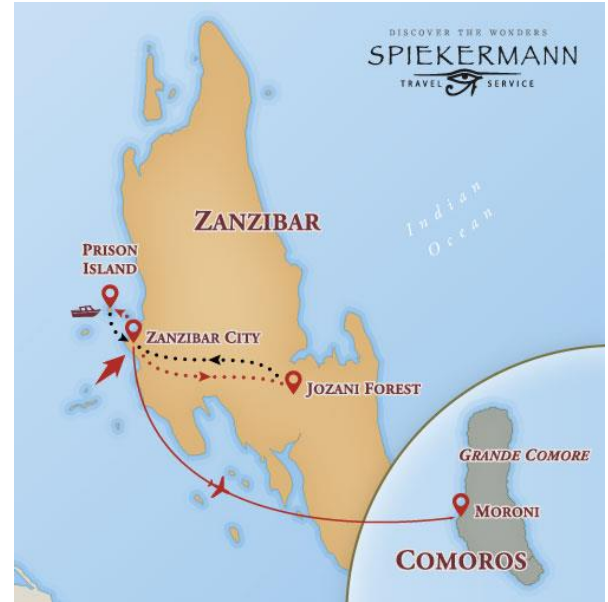 DISCOVER THE WONDERS
SPIEKERMANN
TRAVEL SERVICE
Indian
Ocean
ZANZIBAR
PRISON
ISLAND
ZANZIBAR CITY
JOZANI FOREST
GRANDE COMORE
MORONI
COMOROS